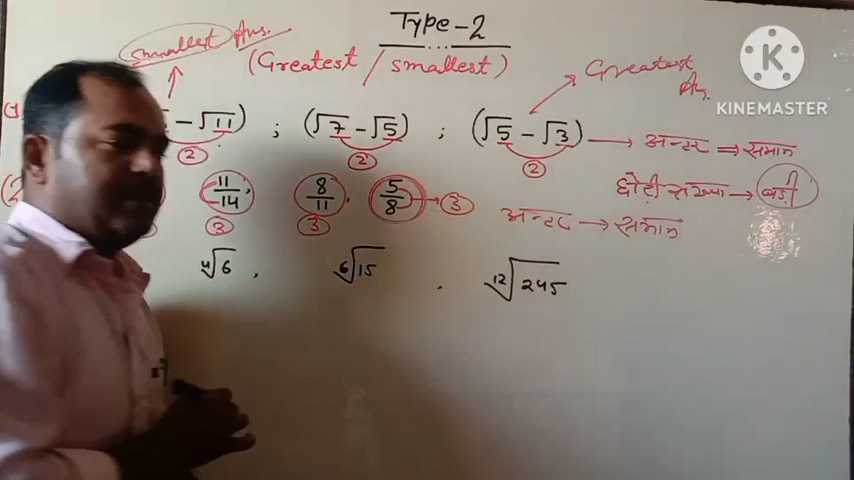 Type-2
smallest Ans.
(Greatest / smallest)
Greatest Ans.
K
KINEMASTER
(1
- √11) ; (√7 - √5) ; (√5 - √3) → अन्तर ⇒ समान
② ② ②
छोटी संख्या → बड़ी
(2) 11/14, 8/11, 5/8 → ③
③ ③
अन्तर → समान
⁴√6 , ⁶√15 , ¹²√245